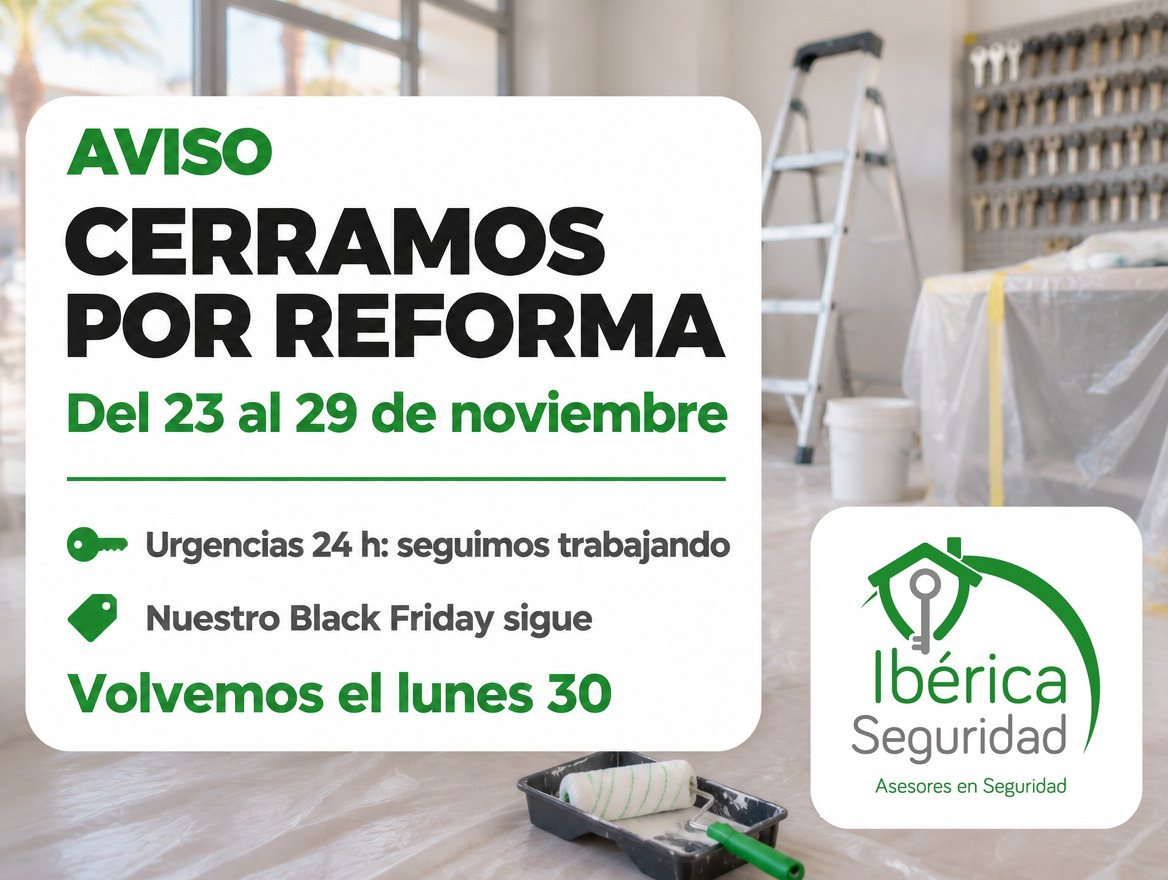 AVISO
CERRAMOS
POR REFORMA
Del 23 al 29 de noviembre
Urgencias 24 h: seguimos trabajando
Nuestro Black Friday sigue
Volvemos el lunes 30
Ibérica
Seguridad
Asesores en Seguridad